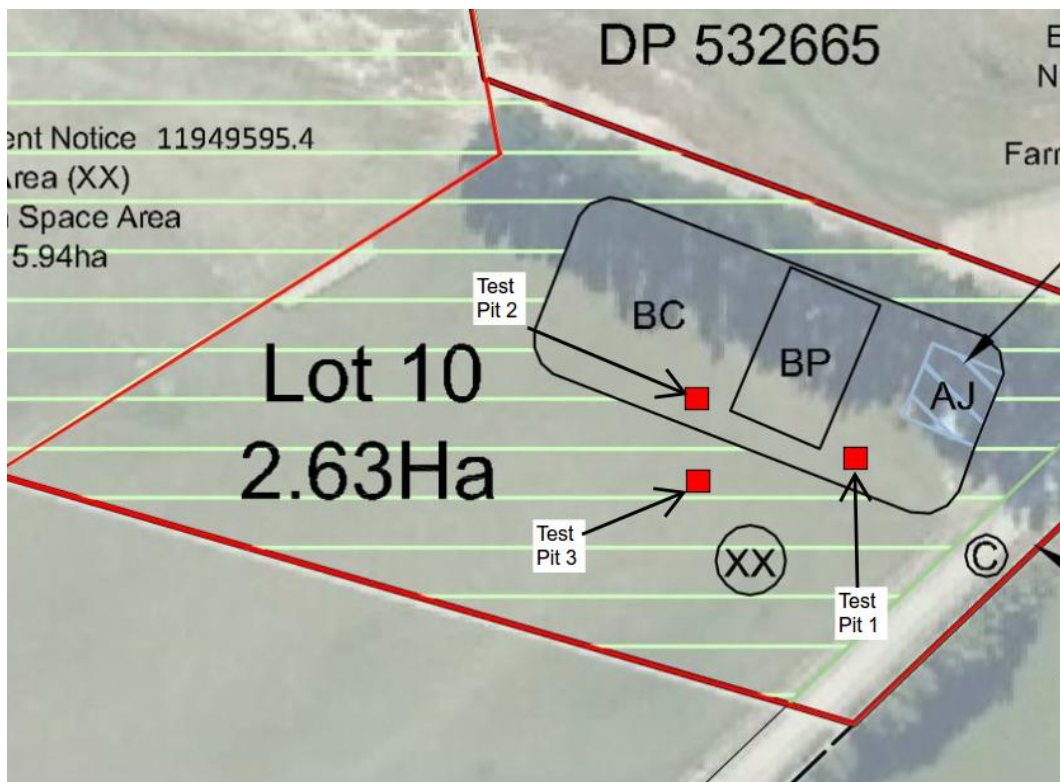 DP 532665
E
N
ent Notice 11949595.4
Area (XX)
Space Area
5.94ha
Farr
Test
Pit 2
BC
BP
Lot 10
AJ
2.63Ha
Test
Pit 3
XX
C
Test
Pit 1